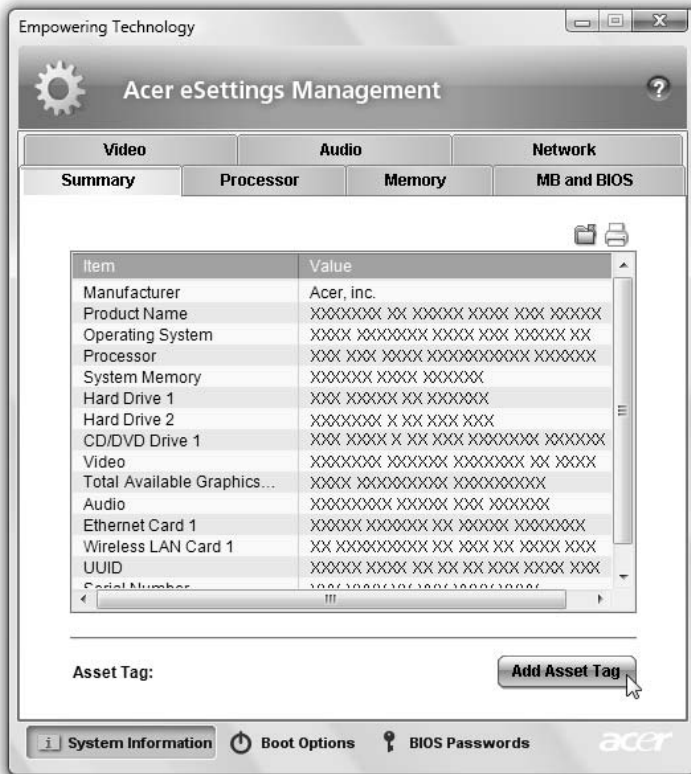 Empowering Technology
Acer eSettings Management
Video Audio Network
Summary Processor Memory MB and BIOS
Item Value
Manufacturer Acer, inc.
Product Name XXXXXXX XX XXXXX XXXX XXX XXXXX
Operating System XXXX XXXXXXX XXXX XXX XXXXX XX
Processor XXX XXX XXXX XXXXXXXXXXX XXXXXX
System Memory XXXXXX XXXX XXXXXX
Hard Drive 1 XXX XXXXX XX XXXXXX
Hard Drive 2 XXXXXXX X XX XXX XXX
CD/DVD Drive 1 XXX XXXX X XX XXX XXXXXXX XXXXXX
Video XXXXXXX XXXXXXX XXXXXXX XX XXXX
Total Available Graphics... XXXX XXXXXXXXXX XXXXXXXXX
Audio XXXXXXXX XXXXX XXX XXXXXX
Ethernet Card 1 XXXXX XXXXXX XX XXXXX XXXXXXX
Wireless LAN Card 1 XX XXXXXXXXX XX XXX XX XXXX XXX
UUID XXXXX XXXX XX XX XX XXX XXXX XXX
Serial Number
Asset Tag: Add Asset Tag
System Information Boot Options BIOS Passwords acer